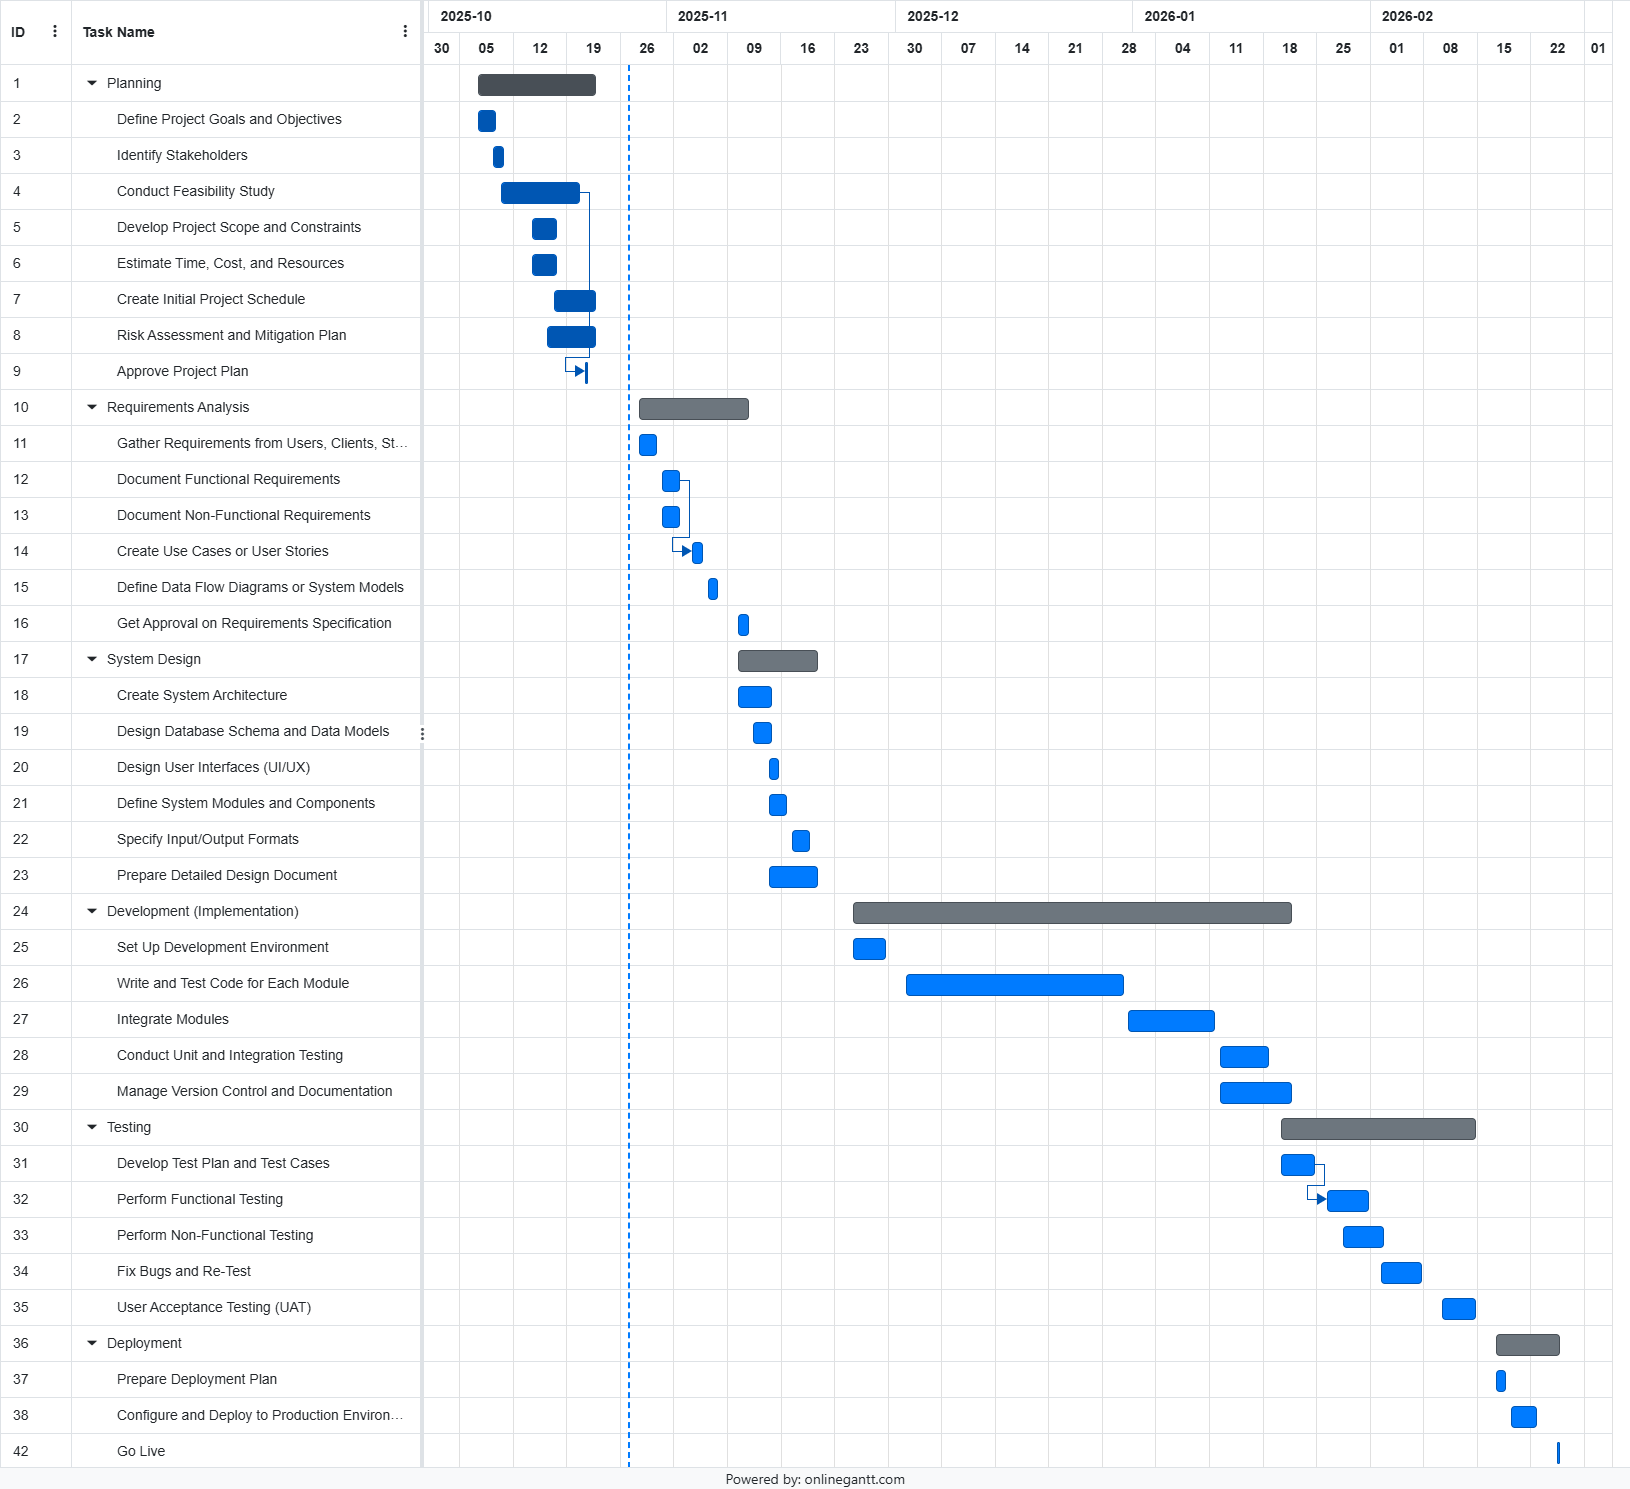 ID Task Name 2025-10 2025-11 2025-12 2026-01 2026-02
30 05 12 19 26 02 09 16 23 30 07 14 21 28 04 11 18 25 01 08 15 22 01
1 Planning
2 Define Project Goals and Objectives
3 Identify Stakeholders
4 Conduct Feasibility Study
5 Develop Project Scope and Constraints
6 Estimate Time, Cost, and Resources
7 Create Initial Project Schedule
8 Risk Assessment and Mitigation Plan
9 Approve Project Plan
10 Requirements Analysis
11 Gather Requirements from Users, Clients, St...
12 Document Functional Requirements
13 Document Non-Functional Requirements
14 Create Use Cases or User Stories
15 Define Data Flow Diagrams or System Models
16 Get Approval on Requirements Specification
17 System Design
18 Create System Architecture
19 Design Database Schema and Data Models
20 Design User Interfaces (UI/UX)
21 Define System Modules and Components
22 Specify Input/Output Formats
23 Prepare Detailed Design Document
24 Development (Implementation)
25 Set Up Development Environment
26 Write and Test Code for Each Module
27 Integrate Modules
28 Conduct Unit and Integration Testing
29 Manage Version Control and Documentation
30 Testing
31 Develop Test Plan and Test Cases
32 Perform Functional Testing
33 Perform Non-Functional Testing
34 Fix Bugs and Re-Test
35 User Acceptance Testing (UAT)
36 Deployment
37 Prepare Deployment Plan
38 Configure and Deploy to Production Environ...
42 Go Live
Powered by: onlinegantt.com